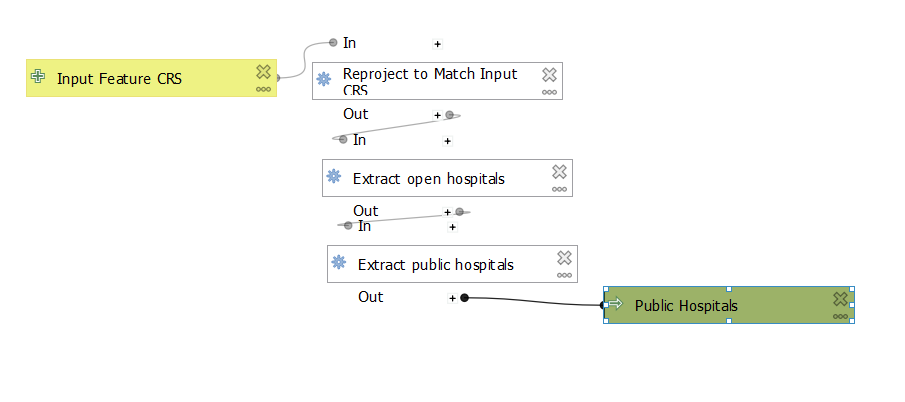 In
Input Feature CRS
Reproject to Match Input
CRS
Out
In
Extract open hospitals
Out
In
Extract public hospitals
Out
Public Hospitals